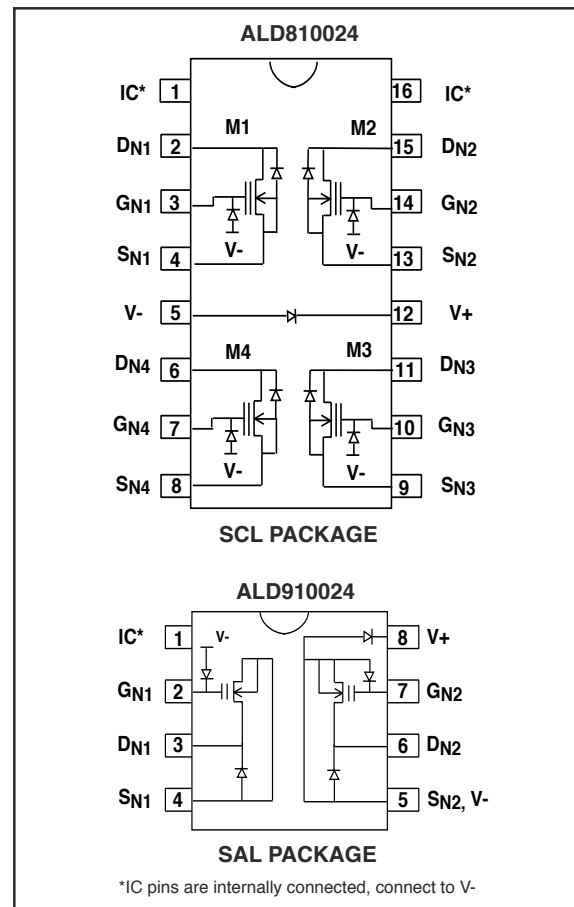 ALD810024
IC* 1 16 IC*
M1 M2
DN1 2 15 DN2
GN1 3 14 GN2
V- V-
SN1 4 13 SN2
V- 5 12 V+
M4 M3
DN4 6 11 DN3
GN4 7 10 GN3
V- V-
SN4 8 9 SN3
SCL PACKAGE
ALD910024
IC* 1 V- 8 V+
GN1 2 7 GN2
DN1 3 6 DN2
SN1 4 5 SN2, V-
SAL PACKAGE
*IC pins are internally connected, connect to V-